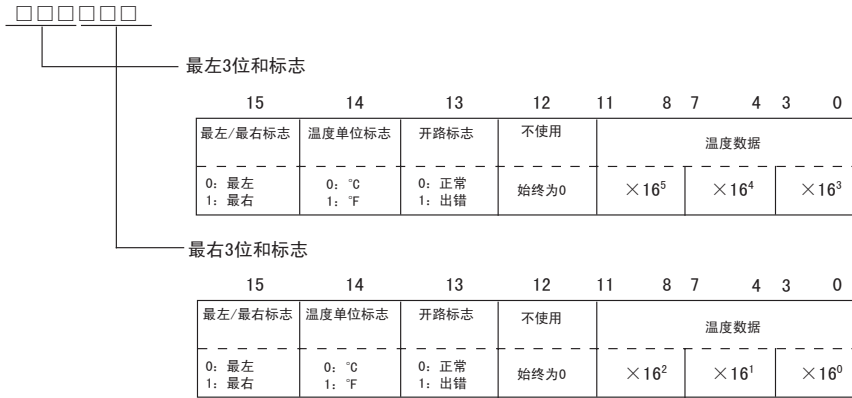 □□□□□□
最左3位和标志
15 14 13 12 11 8 7 4 3 0
最左/最右标志 温度单位标志 开路标志 不使用 温度数据
0：最左 0：℃ 0：正常 始终为0 ×16⁵ ×16⁴ ×16³
1：最右 1：℉ 1：出错
最右3位和标志
15 14 13 12 11 8 7 4 3 0
最左/最右标志 温度单位标志 开路标志 不使用 温度数据
0：最左 0：℃ 0：正常 始终为0 ×16² ×16¹ ×16⁰
1：最右 1：℉ 1：出错